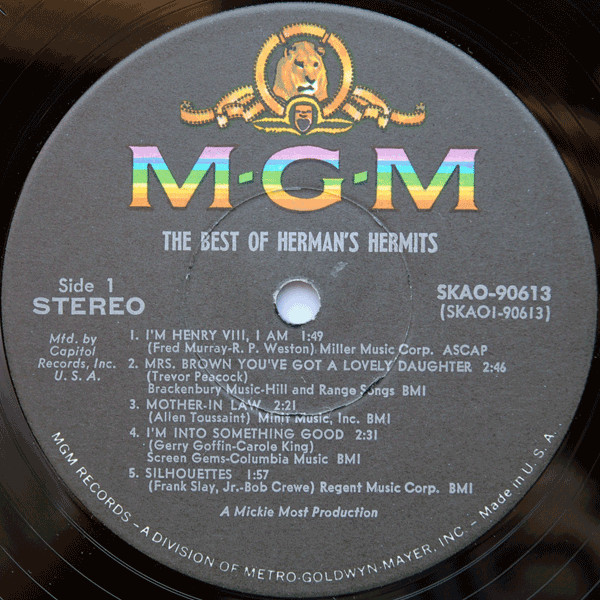 M·G·M
THE BEST OF HERMAN'S HERMITS
Side 1
STEREO
SKAO-90613
(SKAO1-90613)
Mfd. by
Capitol
Records, Inc.
U. S. A.
1. I'M HENRY VIII, I AM 1:49
(Fred Murray-R. P. Weston) Miller Music Corp. ASCAP
2. MRS. BROWN YOU'VE GOT A LOVELY DAUGHTER 2:46
(Trevor Peacock)
Brackenbury Music-Hill and Range Songs BMI
3. MOTHER-IN LAW 2:21
(Allen Toussaint) Minit Music, Inc. BMI
4. I'M INTO SOMETHING GOOD 2:31
(Gerry Goffin-Carole King)
Screen Gems-Columbia Music BMI
5. SILHOUETTES 1:57
(Frank Slay, Jr.-Bob Crewe) Regent Music Corp. BMI
A Mickie Most Production
MGM RECORDS – A DIVISION OF METRO-GOLDWYN-MAYER, INC. – Made in U. S. A.